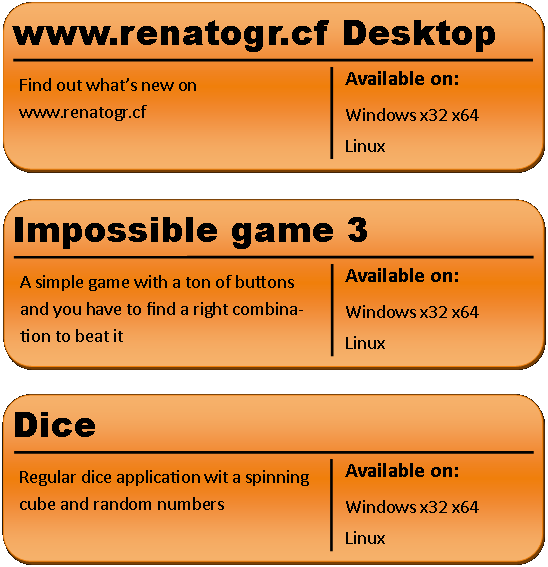 www.renatogr.cf Desktop
Find out what’s new on
www.renatogr.cf
Available on:
Windows x32 x64
Linux
Impossible game 3
A simple game with a ton of buttons
and you have to find a right combina-
tion to beat it
Available on:
Windows x32 x64
Linux
Dice
Regular dice application wit a spinning
cube and random numbers
Available on:
Windows x32 x64
Linux